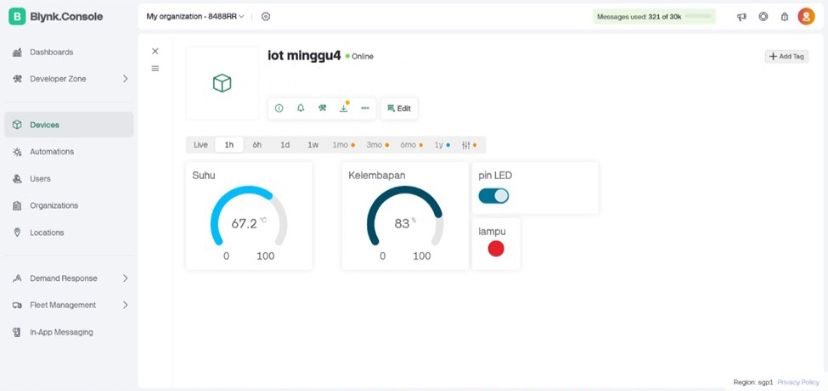 B Blynk.Console
My organization - 8488RR
Messages used: 321 of 30k
Dashboards
Developer Zone
Devices
Automations
Users
Organizations
Locations
Demand Response
Fleet Management
In-App Messaging
iot minggu4 Online
Add Tag
Edit
Live 1h 6h 1d 1w 1mo 3mo 6mo 1y
Suhu
67.2 °C
0 100
Kelembapan
83 %
0 100
pin LED
lampu
Region: sgp1 Privacy Policy